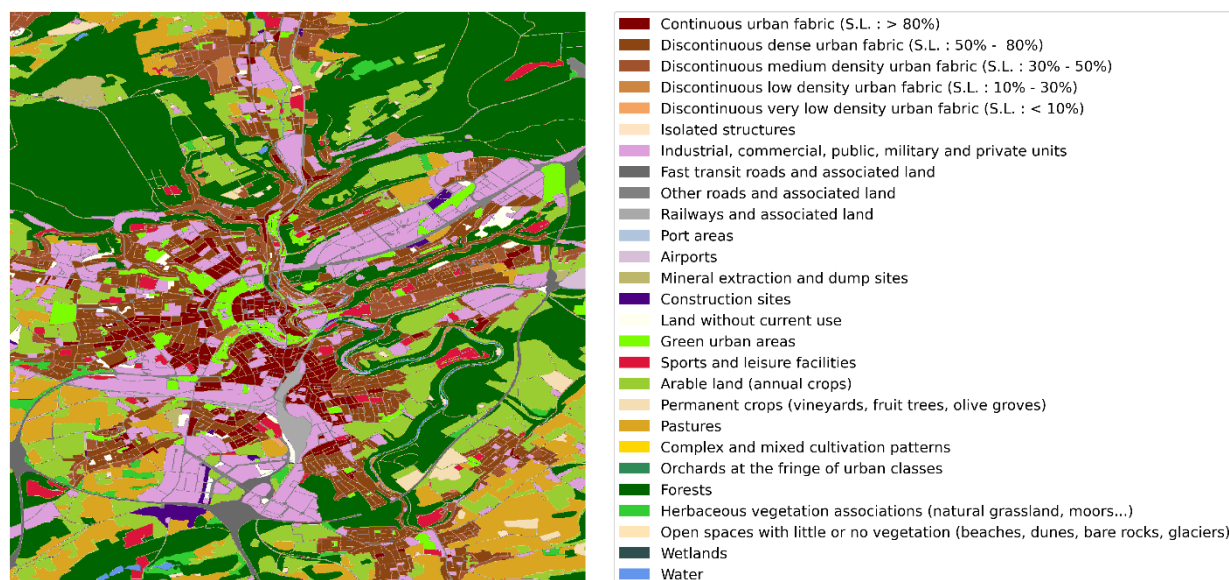 Continuous urban fabric (S.L. : > 80%)
Discontinuous dense urban fabric (S.L. : 50% -  80%)
Discontinuous medium density urban fabric (S.L. : 30% - 50%)
Discontinuous low density urban fabric (S.L. : 10% - 30%)
Discontinuous very low density urban fabric (S.L. : < 10%)
Isolated structures
Industrial, commercial, public, military and private units
Fast transit roads and associated land
Other roads and associated land
Railways and associated land
Port areas
Airports
Mineral extraction and dump sites
Construction sites
Land without current use
Green urban areas
Sports and leisure facilities
Arable land (annual crops)
Permanent crops (vineyards, fruit trees, olive groves)
Pastures
Complex and mixed cultivation patterns
Orchards at the fringe of urban classes
Forests
Herbaceous vegetation associations (natural grassland, moors...)
Open spaces with little or no vegetation (beaches, dunes, bare rocks, glaciers)
Wetlands
Water